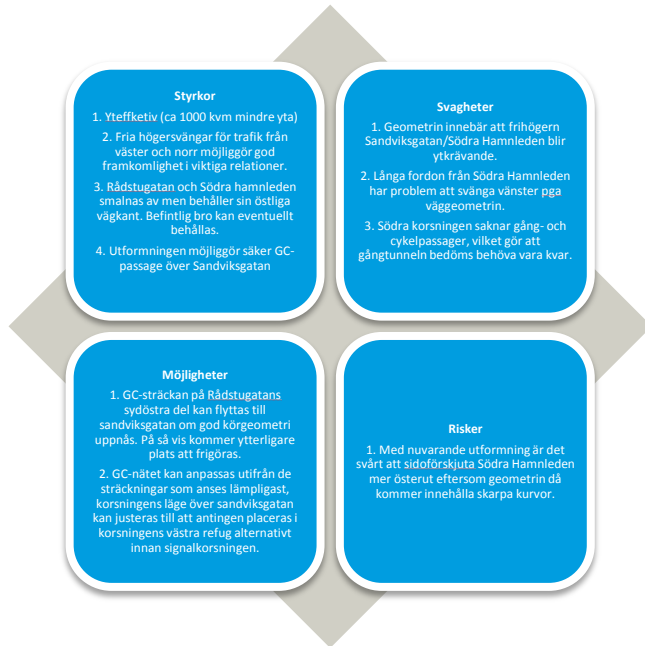 Styrkor
1. Yteffketiv (ca 1000 kvm mindre yta)
2. Fria högersvängar för trafik från
väster och norr möjliggör god
framkomlighet i viktiga relationer.
3. Rådstugatan och Södra hamnleden
smalnas av men behåller sin östliga
vägkant. Befintlig bro kan eventuellt
behållas.
4. Utformningen möjliggör säker GC-
passage över Sandviksgatan
Svagheter
1. Geometrin innebär att frihögern
Sandviksgatan/Södra Hamnleden blir
ytkrävande.
2. Långa fordon från Södra Hamnleden
har problem att svänga vänster pga
väggeometrin.
3. Södra korsningen saknar gång- och
cykelpassager, vilket gör att
gångtunneln bedöms behöva vara kvar.
Möjligheter
1. GC-sträckan på Rådstugatans
sydöstra del kan flyttas till
sandviksgatan om god körgeometri
uppnås. På så vis kommer ytterligare
plats att frigöras.
2. GC-nätet kan anpassas utifrån de
sträckningar som anses lämpligast,
korsningens läge över sandviksgatan
kan justeras till att antingen placeras i
korsningens västra refug alternativt
innan signalkorsningen.
Risker
1. Med nuvarande utformning är det
svårt att sidoförskjuta Södra Hamnleden
mer österut eftersom geometrin då
kommer innehålla skarpa kurvor.